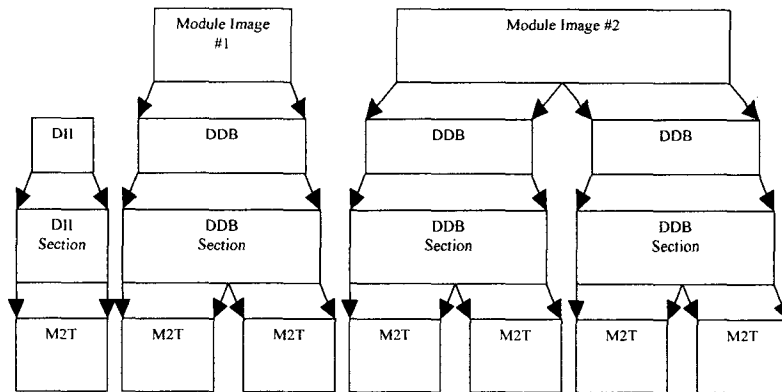 Module Image
#1
Module Image #2
DII
DDB
DDB
DDB
DII
Section
DDB
Section
DDB
Section
DDB
Section
M2T
M2T
M2T
M2T
M2T
M2T
M2T